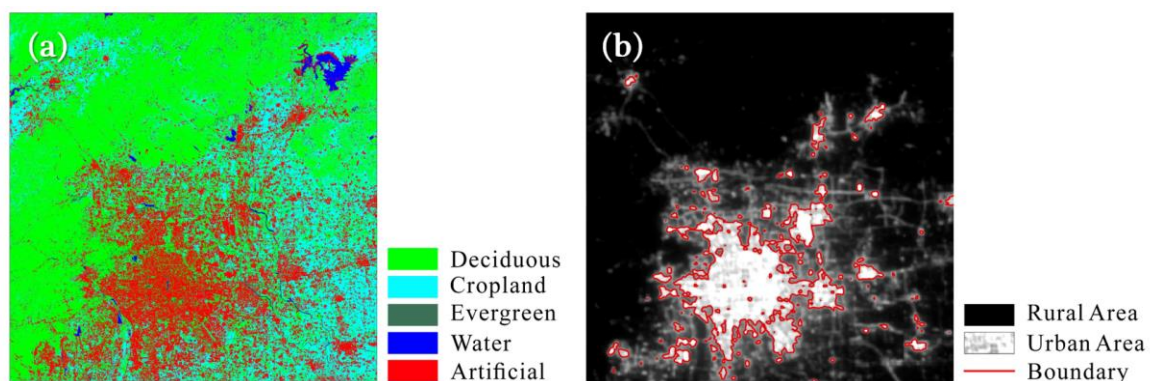 (a)
Deciduous
Cropland
Evergreen
Water
Artificial
(b)
Rural Area
Urban Area
Boundary